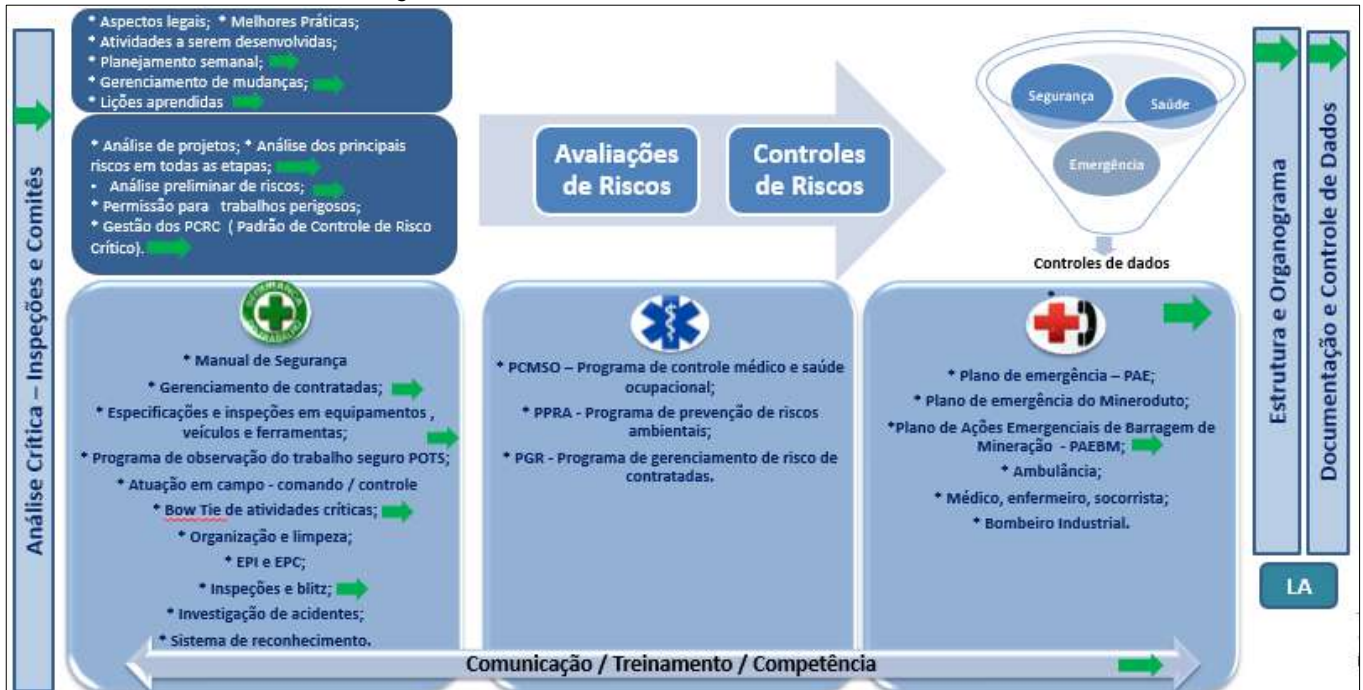 Análise Crítica – Inspeções e Comitês
* Aspectos legais; * Melhores Práticas;
* Atividades a serem desenvolvidas;
* Planejamento semanal;
* Gerenciamento de mudanças;
* Lições aprendidas
* Análise de projetos; * Análise dos principais
riscos em todas as etapas;
• Análise preliminar de riscos;
* Permissão para trabalhos perigosos;
* Gestão dos PCRC ( Padrão de Controle de Risco
Crítico).
Avaliações
de Riscos
Controles
de Riscos
Segurança
Saúde
Emergência
Controles de dados
* Manual de Segurança
* Gerenciamento de contratadas;
* Especificações e inspeções em equipamentos ,
veículos e ferramentas;
* Programa de observação do trabalho seguro POTS;
* Atuação em campo - comando / controle
* Bow Tie de atividades críticas;
* Organização e limpeza;
* EPI e EPC;
* Inspeções e blitz;
* Investigação de acidentes;
* Sistema de reconhecimento.
* PCMSO – Programa de controle médico e saúde
ocupacional;
* PPRA - Programa de prevenção de riscos
ambientais;
* PGR - Programa de gerenciamento de risco de
contratadas.
*
* Plano de emergência – PAE;
* Plano de emergência do Mineroduto;
*Plano de Ações Emergenciais de Barragem de
Mineração - PAEBM;
* Ambulância;
* Médico, enfermeiro, socorrista;
* Bombeiro Industrial.
Estrutura e Organograma
Documentação e Controle de Dados
LA
Comunicação / Treinamento / Competência